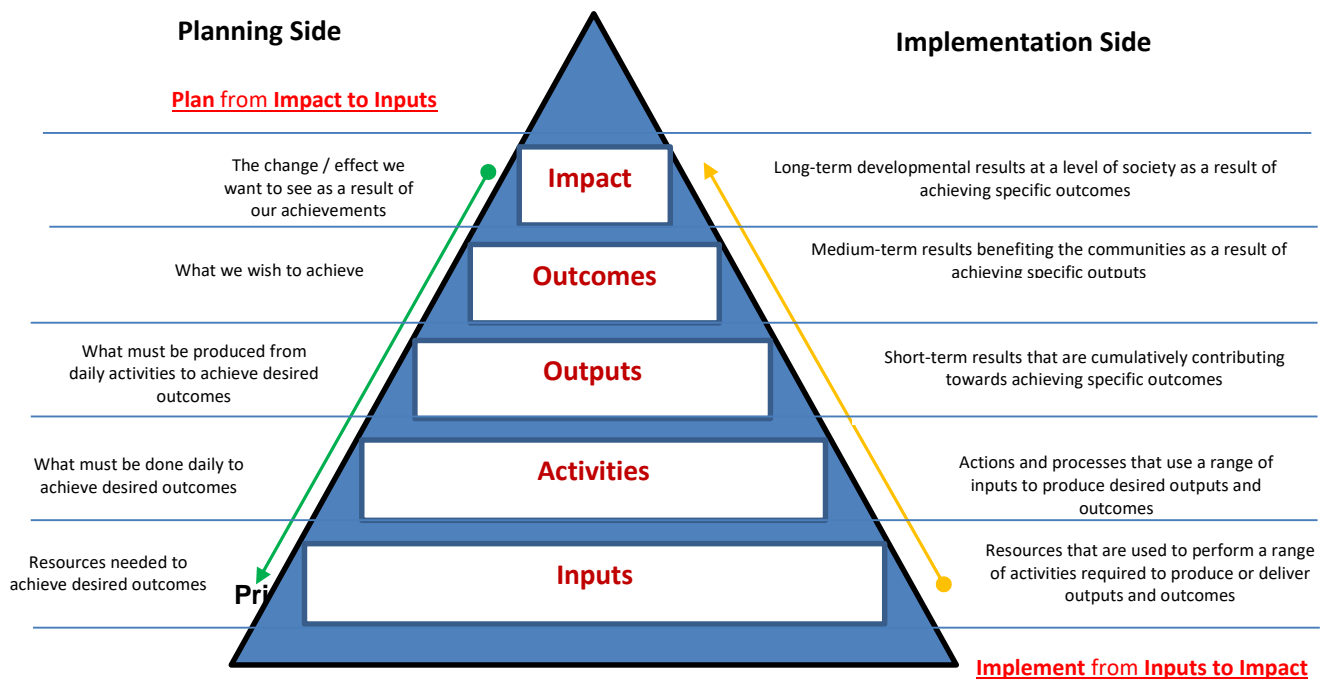 Planning Side
Implementation Side
Plan from Impact to Inputs
The change / effect we
want to see as a result of
our achievements
Impact
Long-term developmental results at a level of society as a result of
achieving specific outcomes
What we wish to achieve
Outcomes
Medium-term results benefiting the communities as a result of
achieving specific outputs
What must be produced from
daily activities to achieve desired
outcomes
Outputs
Short-term results that are cumulatively contributing
towards achieving specific outcomes
What must be done daily to
achieve desired outcomes
Activities
Actions and processes that use a range of
inputs to produce desired outputs and
outcomes
Resources needed to
achieve desired outcomes
Pri
Inputs
Resources that are used to perform a range
of activities required to produce or deliver
outputs and outcomes
Implement from Inputs to Impact